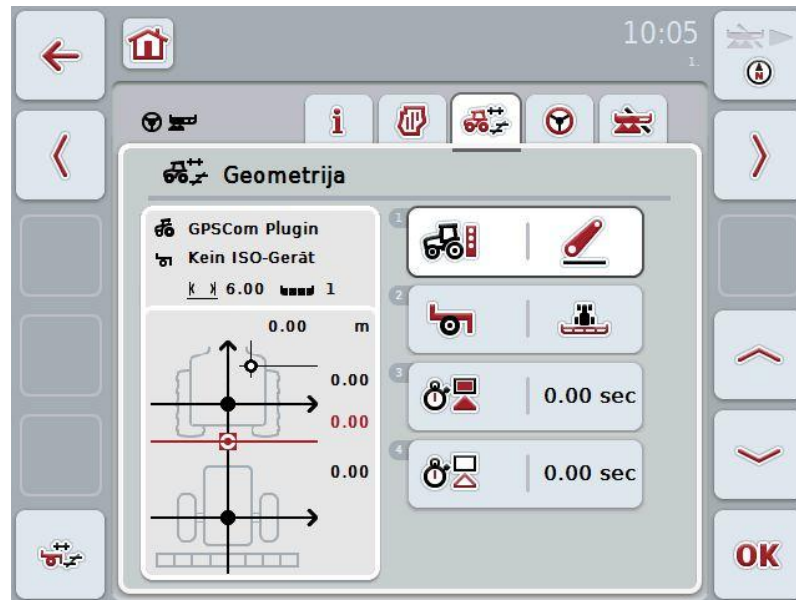 10:05
1.
N
i
Geometrija
GPSCom Plugin
Kein ISO-Gerät
6.00 1
0.00 m
0.00
0.00
0.00
1
2
3
0.00 sec
4
0.00 sec
OK